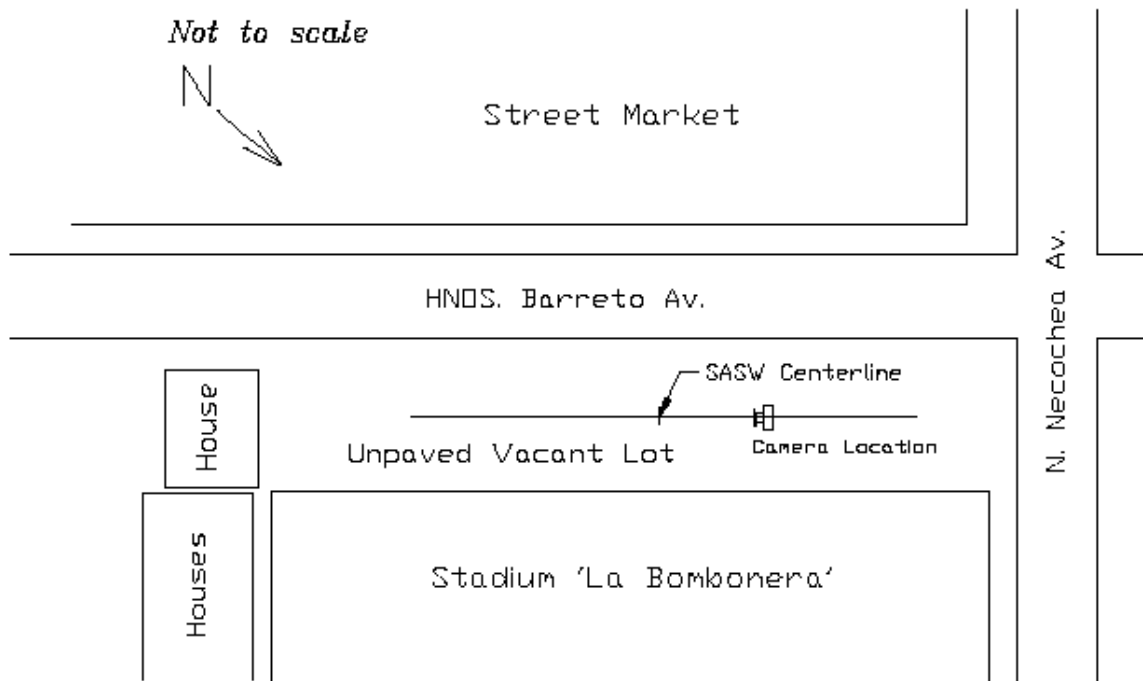 Not to scale
N
Street Market
N. Necochea Av.
HNOS. Barreto Av.
SASW Centerline
House
Camera Location
Unpaved Vacant Lot
Houses
Stadium 'La Bombonera'